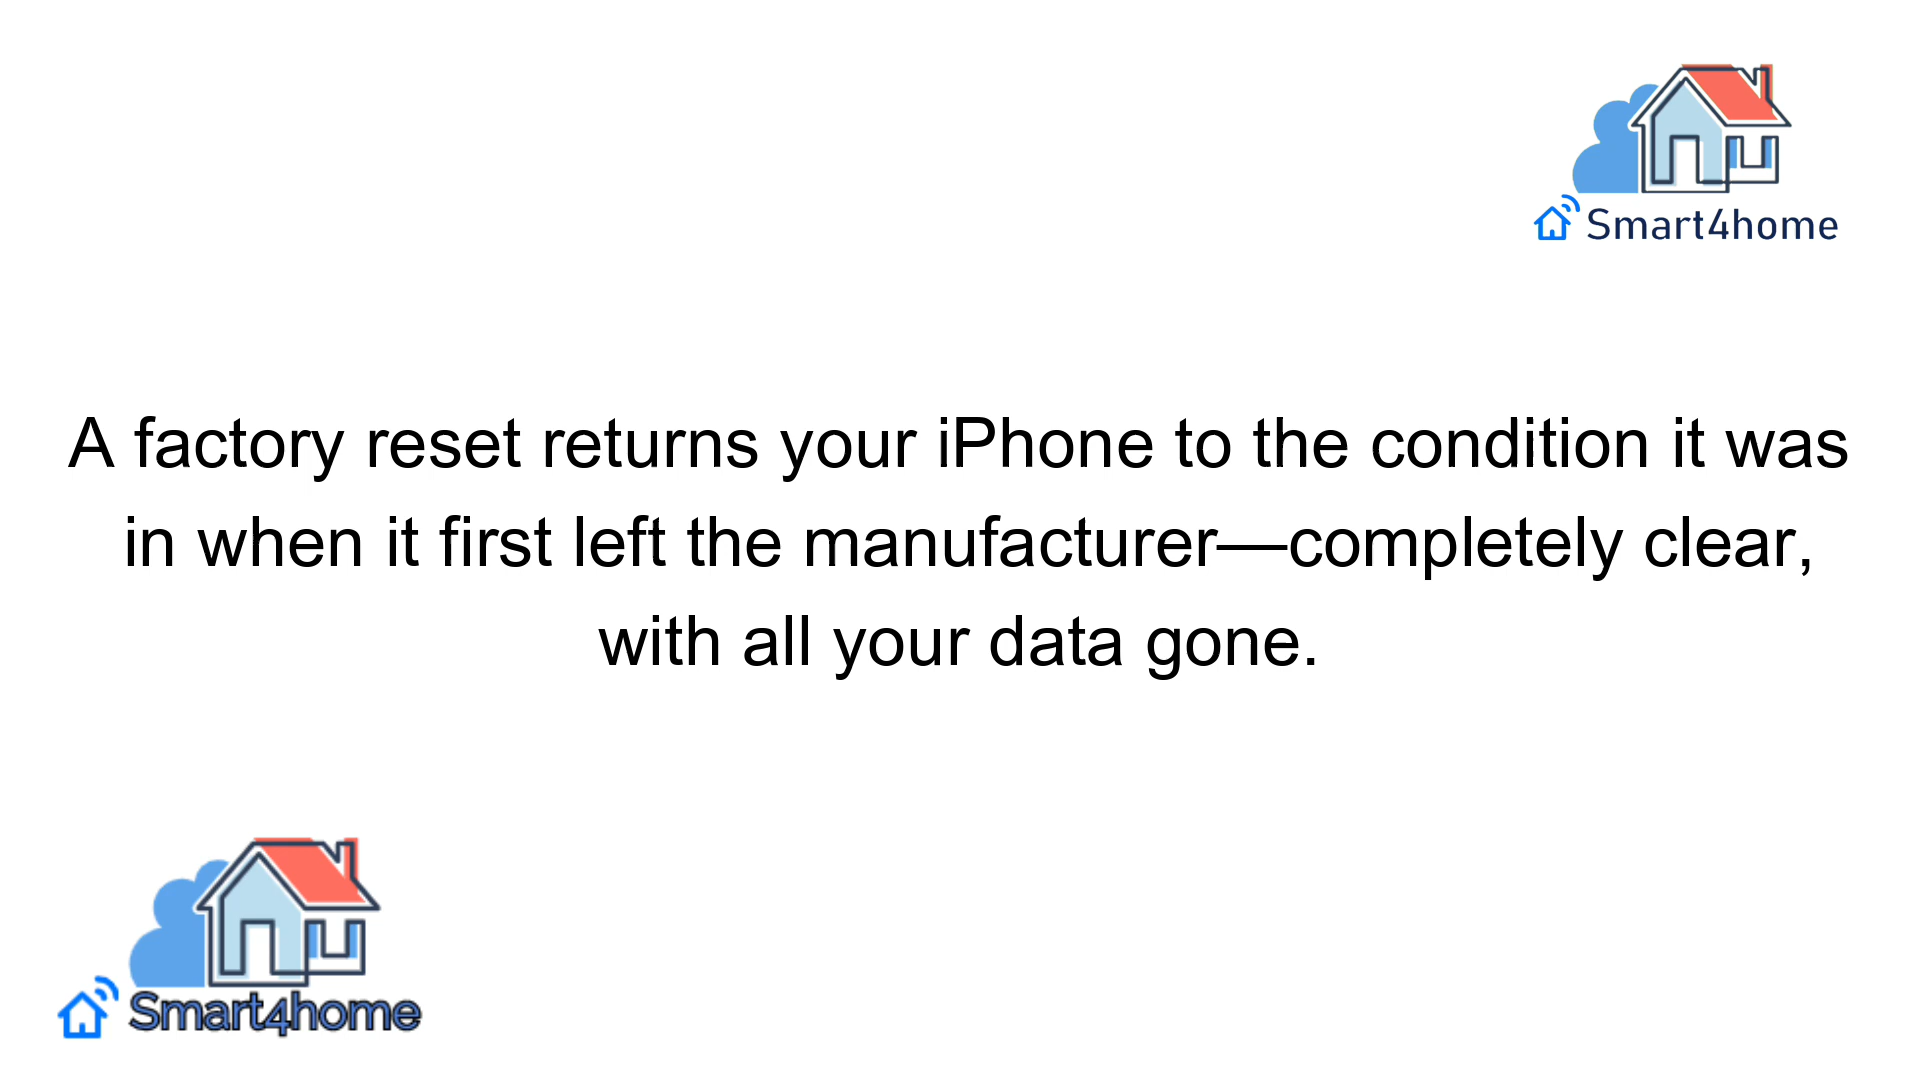 Smart4home
A factory reset returns your iPhone to the condition it was
in when it first left the manufacturer—completely clear,
with all your data gone.
Smart4home